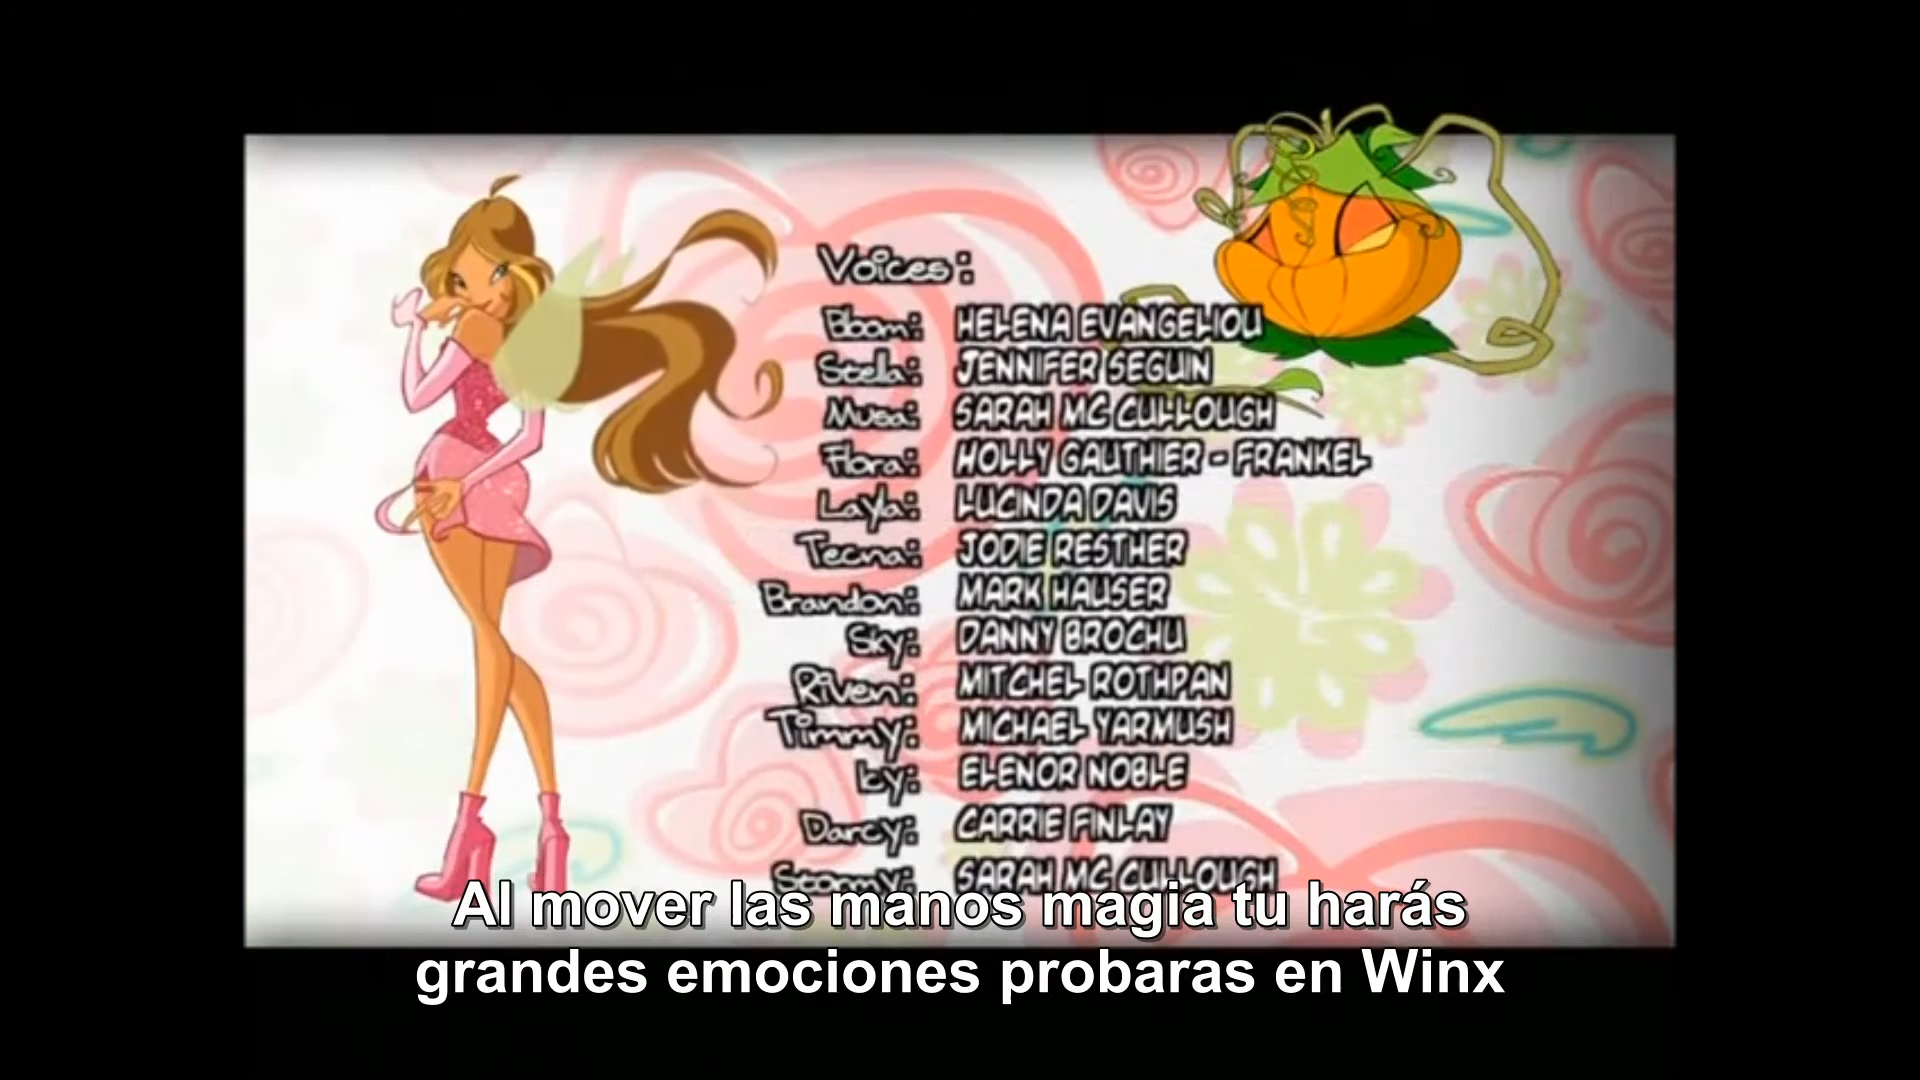 Voices:
Bloom: HELENA EVANGELIOU
Stella: JENNIFER SEGUIN
Musa: SARAH MC CULLOUGH
Flora: HOLLY GAUTHIER - FRANKEL
Layla: LUCINDA DAVIS
Tecna: JODIE RESTHER
Brandon: MARK HAUSER
Sky: DANNY BROCHU
Riven: MITCHEL ROTHPAN
Timmy: MICHAEL YARMUSH
Icy: ELENOR NOBLE
Darcy: CARRIE FINLAY
Stormy: SARAH MC CULLOUGH
Al mover las manos magia tu harás
grandes emociones probaras en Winx